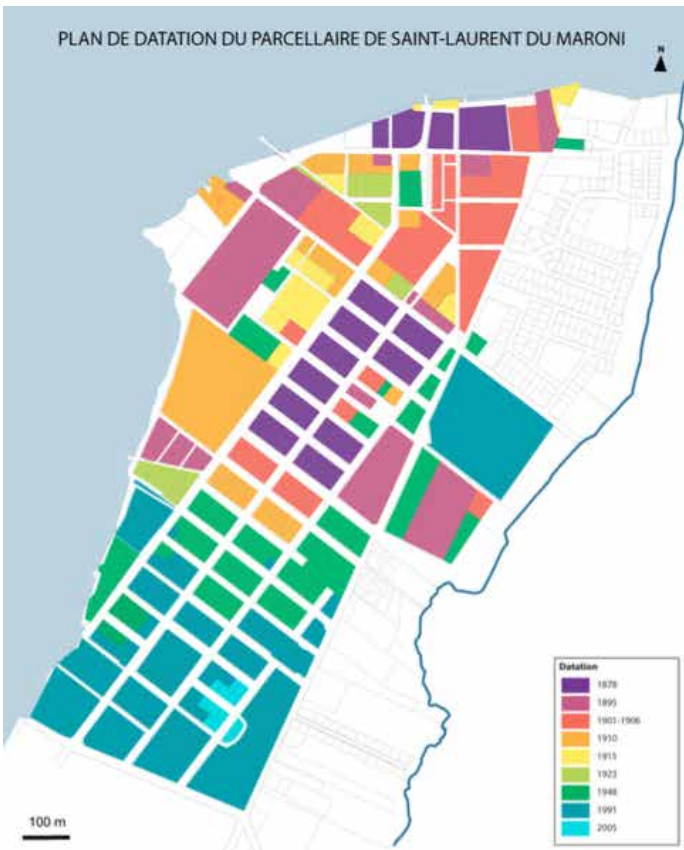 PLAN DE DATATION DU PARCELLAIRE DE SAINT-LAURENT DU MARONI
N
Datation
1878
1895
1901-1906
1910
1915
1923
1948
1991
2005
100 m